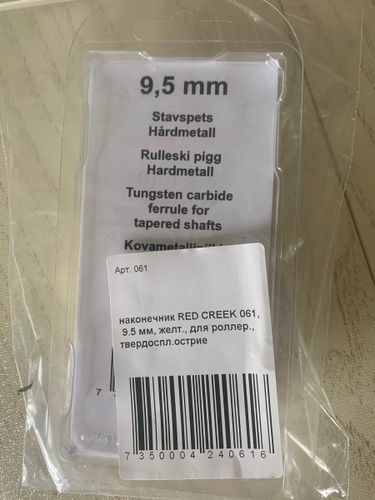 9,5 mm
Stavspets
Hårdmetall
Rulleski pigg
Hardmetall
Tungsten carbide
ferrule for
tapered shafts
Арт. 061
наконечник RED CREEK 061,
9.5 мм, желт., для роллер.,
твердоспл.острие
7
7 350004 240616